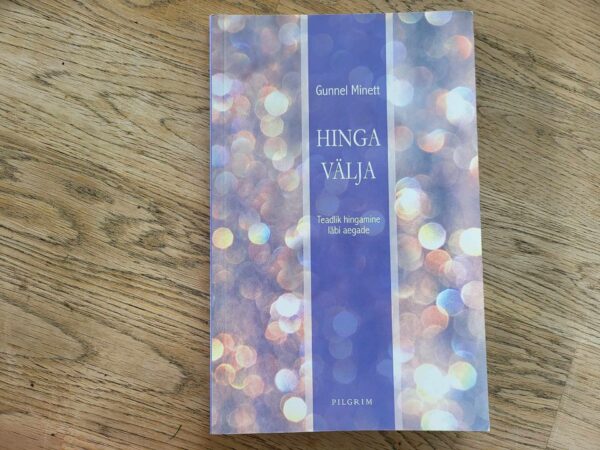 Gunnel Minett
HINGA
VÄLJA
Teadlik hingamine
läbi aegade
PILGRIM